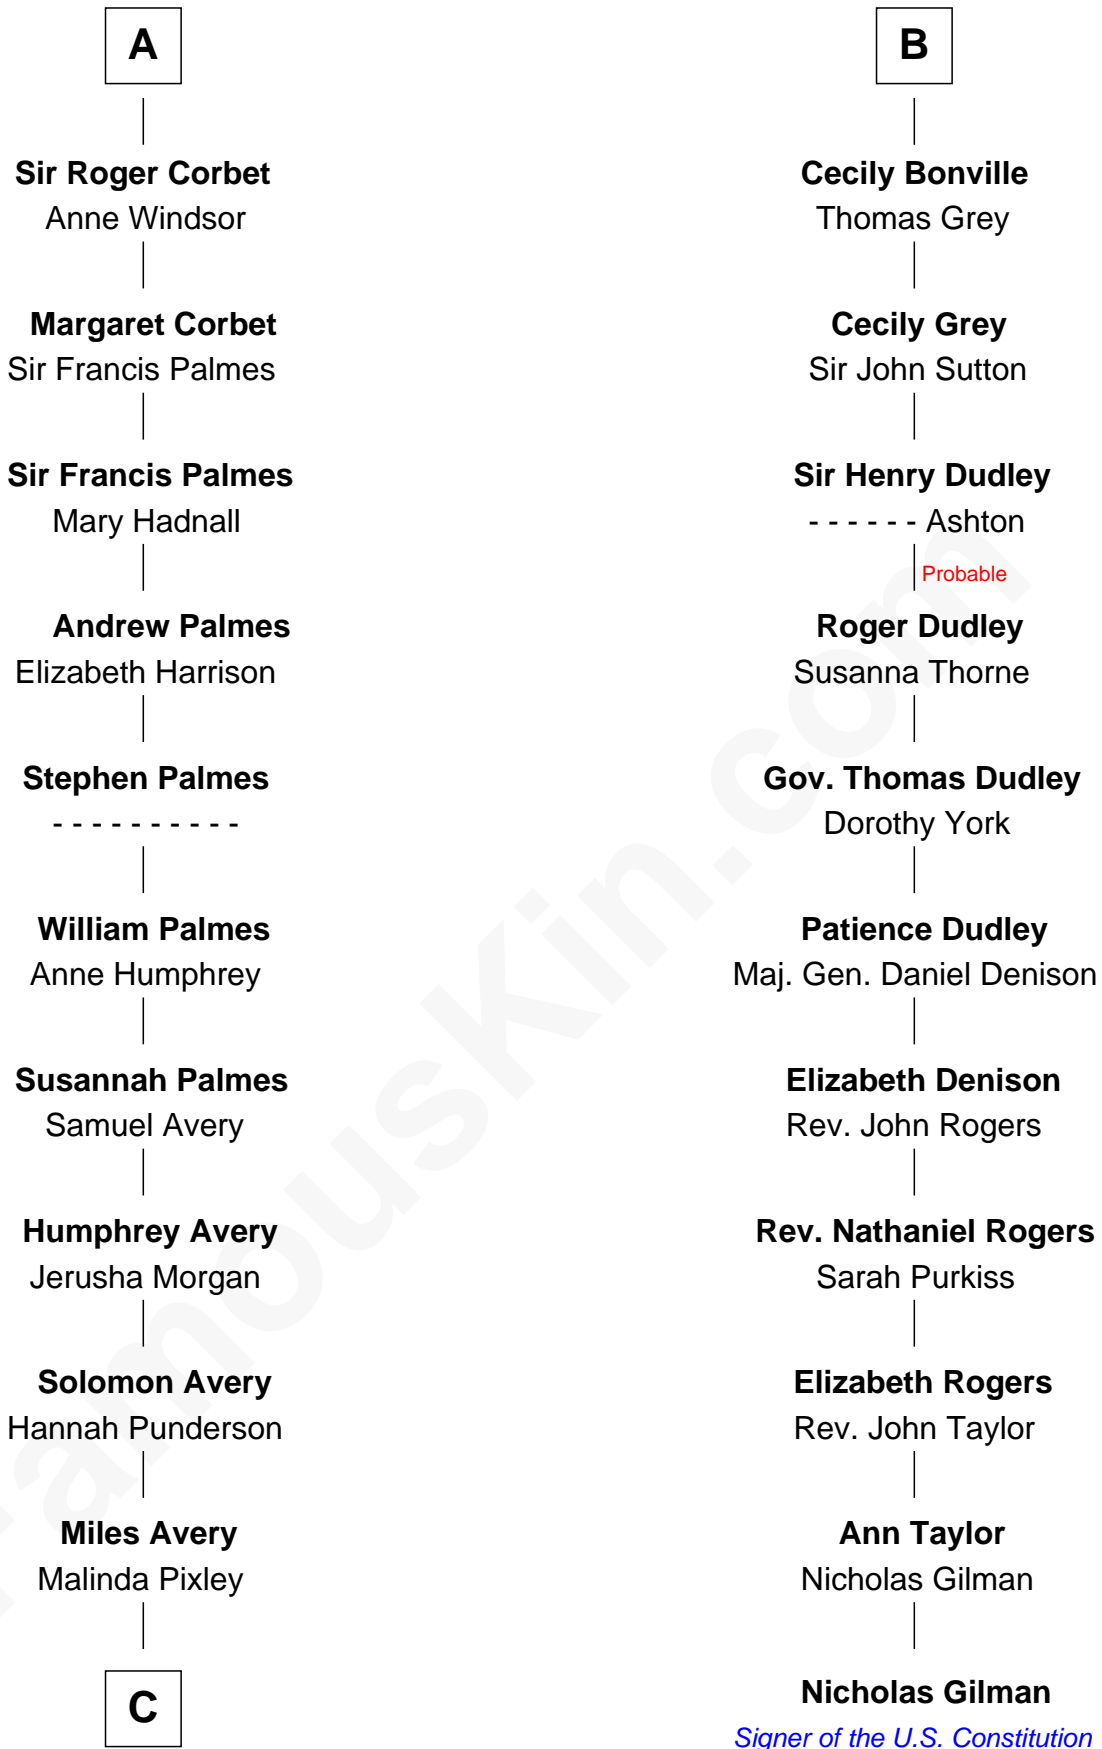 A
Sir Roger Corbet
Anne Windsor
Margaret Corbet
Sir Francis Palmes
Sir Francis Palmes
Mary Hadnall
Andrew Palmes
Elizabeth Harrison
Stephen Palmes
- - - - - - - - - -
William Palmes
Anne Humphrey
Susannah Palmes
Samuel Avery
Humphrey Avery
Jerusha Morgan
Solomon Avery
Hannah Punderson
Miles Avery
Malinda Pixley
C
B
Cecily Bonville
Thomas Grey
Cecily Grey
Sir John Sutton
Sir Henry Dudley
- - - - - - Ashton
Probable
Roger Dudley
Susanna Thorne
Gov. Thomas Dudley
Dorothy York
Patience Dudley
Maj. Gen. Daniel Denison
Elizabeth Denison
Rev. John Rogers
Rev. Nathaniel Rogers
Sarah Purkiss
Elizabeth Rogers
Rev. John Taylor
Ann Taylor
Nicholas Gilman
Nicholas Gilman
Signer of the U.S. Constitution
FamousKin.com